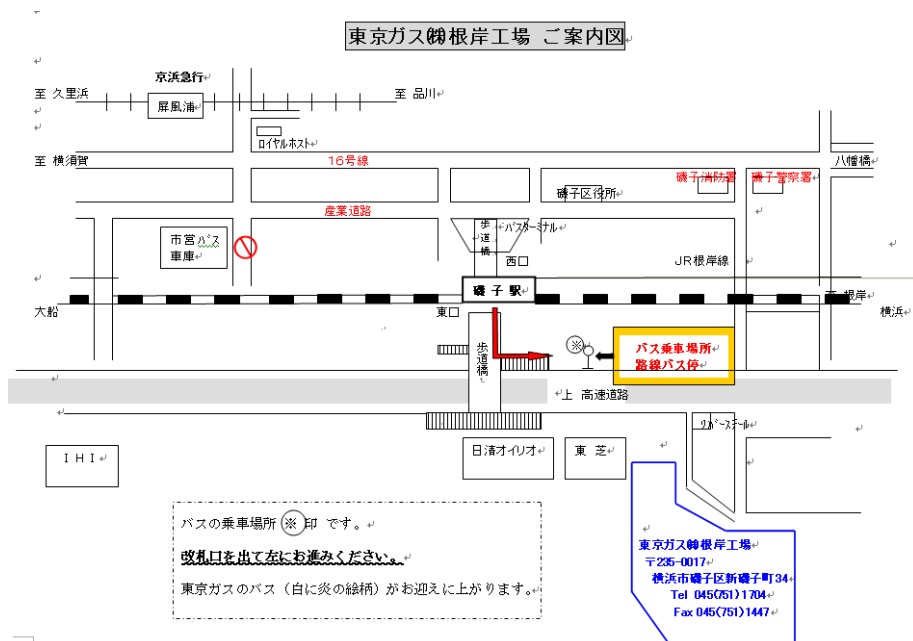 東京ガス㈱根岸工場 ご案内図
京浜急行
至 久里浜
至 品川
屏風浦
ロイヤルホスト
至 横須賀
16号線
八幡橋
磯子消防署
磯子警察署
磯子区役所
産業道路
市営バス
車庫
歩道橋
バスターミナル
西口
JR根岸線
磯子駅
至 根岸
大船
東口
横浜
歩道橋
※
バス乗車場所
路線バス停
上 高速道路
IHI
日清オイリオ
東 芝
バスの乗車場所 ※ 印 です。
改札口を出て左にお進みください。
東京ガスのバス（白に炎の絵柄）がお迎えに上がります。
東京ガス㈱根岸工場
〒235-0017
横浜市磯子区新磯子町34
Tel 045(751)1704
Fax 045(751)1447